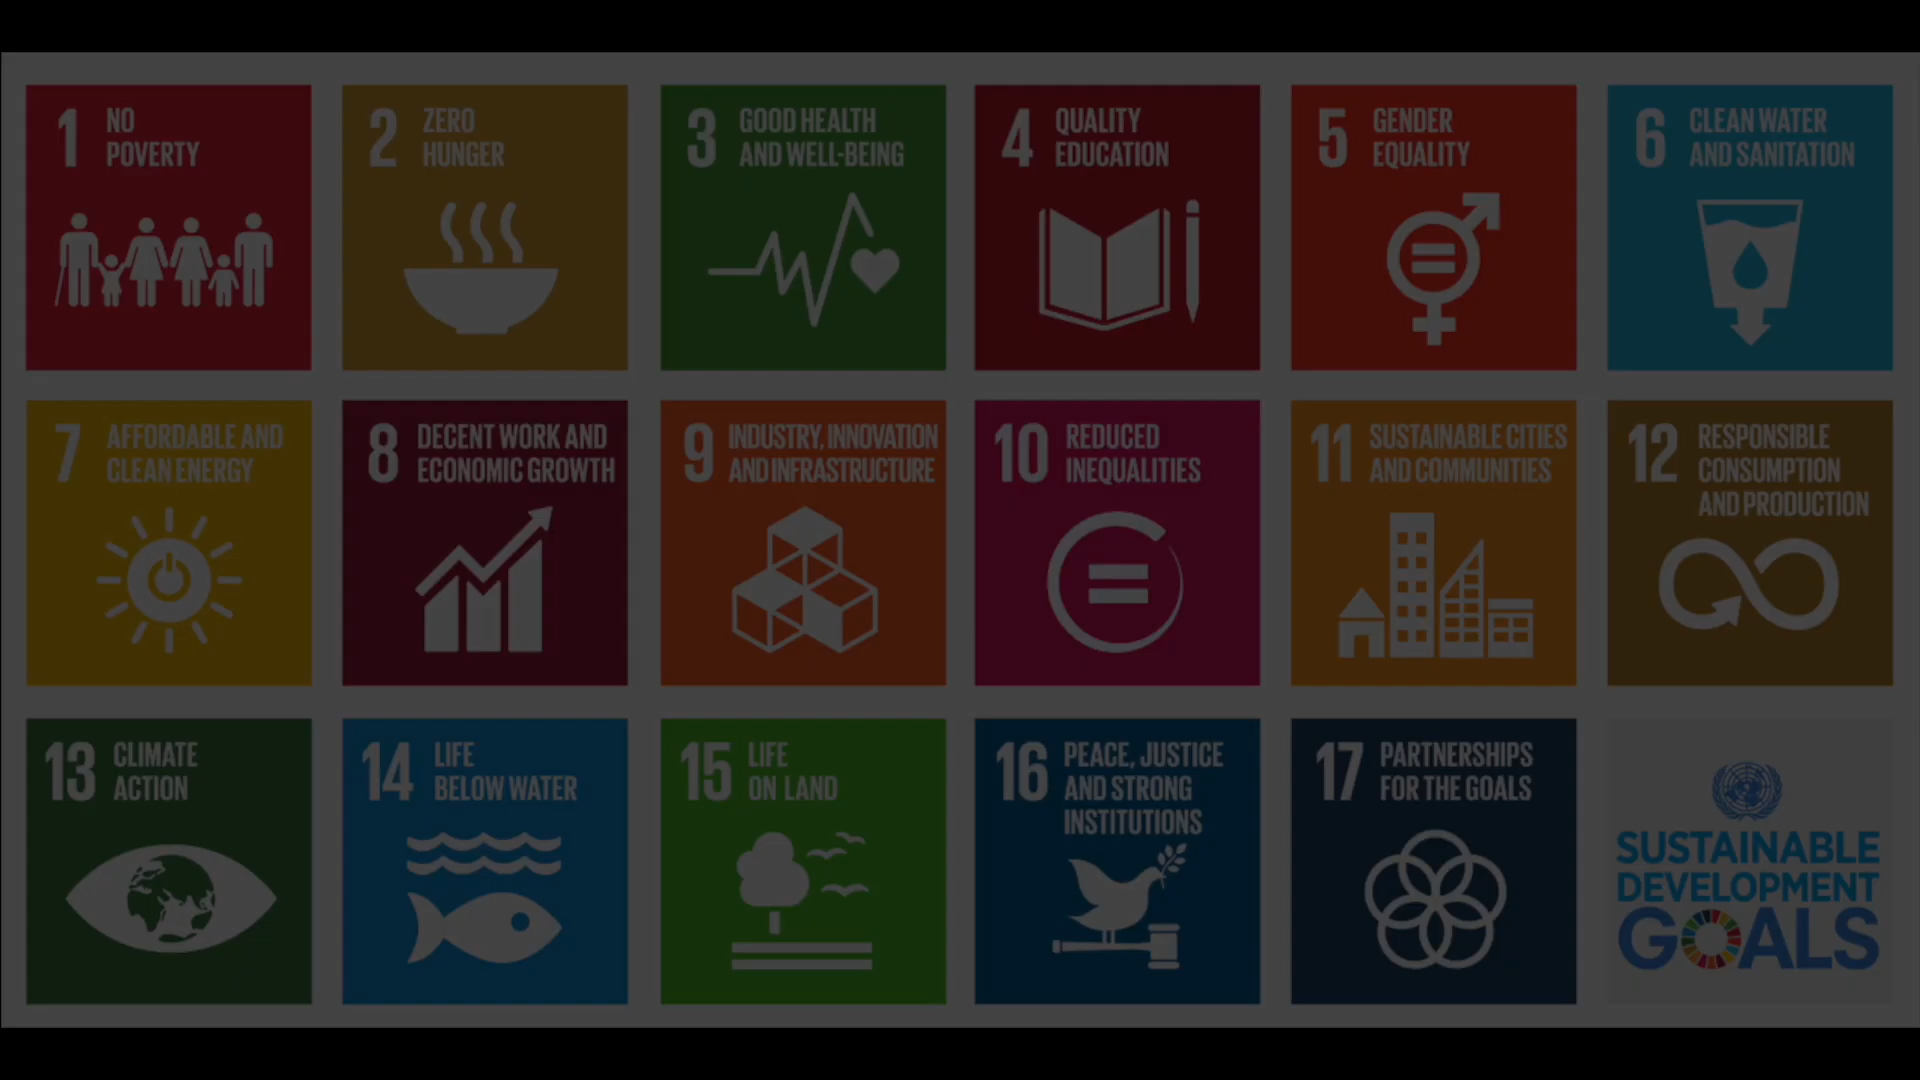 1 NO
POVERTY
2 ZERO
HUNGER
3 GOOD HEALTH
AND WELL-BEING
4 QUALITY
EDUCATION
5 GENDER
EQUALITY
6 CLEAN WATER
AND SANITATION
7 AFFORDABLE AND
CLEAN ENERGY
8 DECENT WORK AND
ECONOMIC GROWTH
9 INDUSTRY, INNOVATION
AND INFRASTRUCTURE
10 REDUCED
INEQUALITIES
11 SUSTAINABLE CITIES
AND COMMUNITIES
12 RESPONSIBLE
CONSUMPTION
AND PRODUCTION
13 CLIMATE
ACTION
14 LIFE
BELOW WATER
15 LIFE
ON LAND
16 PEACE, JUSTICE
AND STRONG
INSTITUTIONS
17 PARTNERSHIPS
FOR THE GOALS
SUSTAINABLE
DEVELOPMENT
GOALS